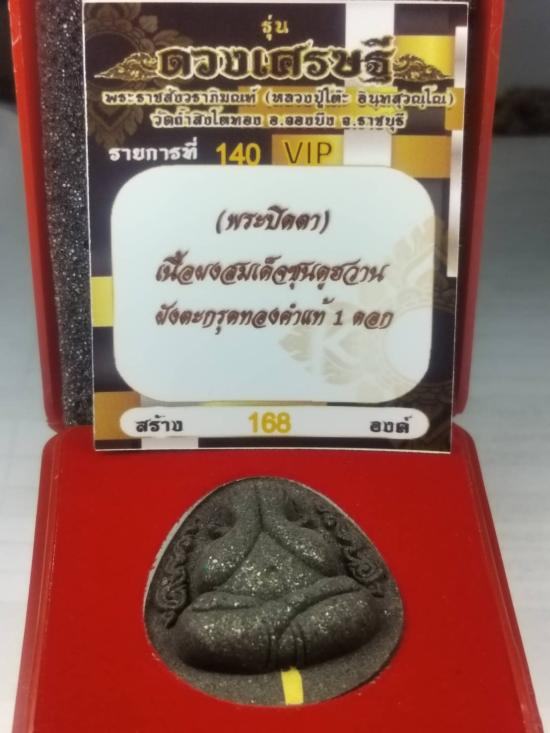 รุ่น
ดวงเศรษฐี
พระราชสังวราภิมณฑ์ (หลวงปู่โต๊ะ อินฺทสุวณฺโณ)
วัดถ้ำสิงโตทอง อ.จอมบึง จ.ราชบุรี
รายการที่ 140 VIP
(พระปิดตา)
เนื้อผงสมเด็จขุนดูฮวาน
ฝังตะกรุดทองคำแท้ 1 ดอก
สร้าง 168 องค์